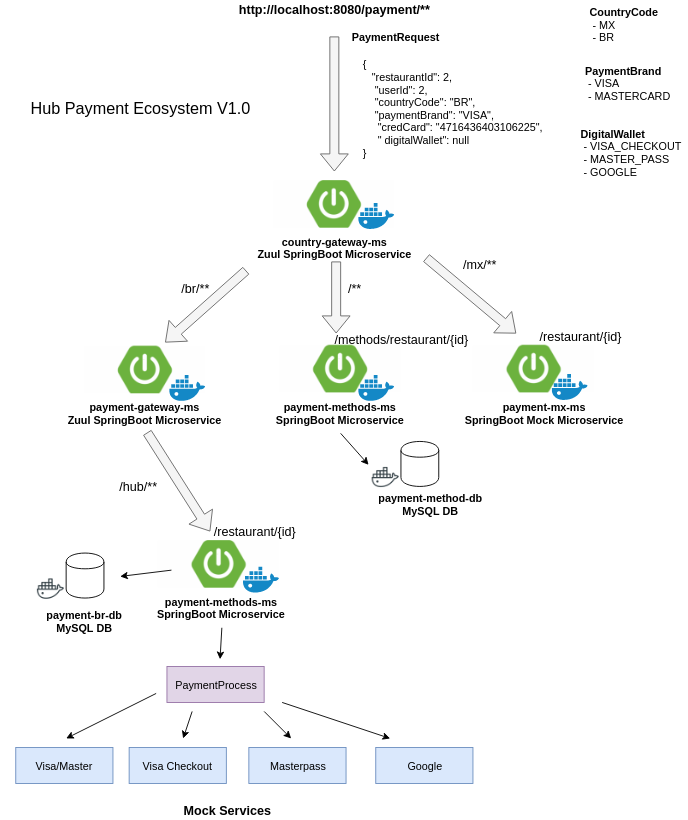 http://localhost:8080/payment/**
CountryCode
- MX
- BR
PaymentRequest
{
"restaurantId": 2,
"userId": 2,
"countryCode": "BR",
"paymentBrand": "VISA",
"credCard": "4716436403106225",
" digitalWallet": null
}
PaymentBrand
- VISA
- MASTERCARD
Hub Payment Ecosystem V1.0
DigitalWallet
- VISA_CHECKOUT
- MASTER_PASS
- GOOGLE
country-gateway-ms
Zuul SpringBoot Microservice
/br/**
/**
/mx/**
/methods/restaurant/{id}
/restaurant/{id}
payment-gateway-ms
Zuul SpringBoot Microservice
payment-methods-ms
SpringBoot Microservice
payment-mx-ms
SpringBoot Mock Microservice
/hub/**
payment-method-db
MySQL DB
/restaurant/{id}
payment-br-db
MySQL DB
payment-methods-ms
SpringBoot Microservice
PaymentProcess
Visa/Master
Visa Checkout
Masterpass
Google
Mock Services